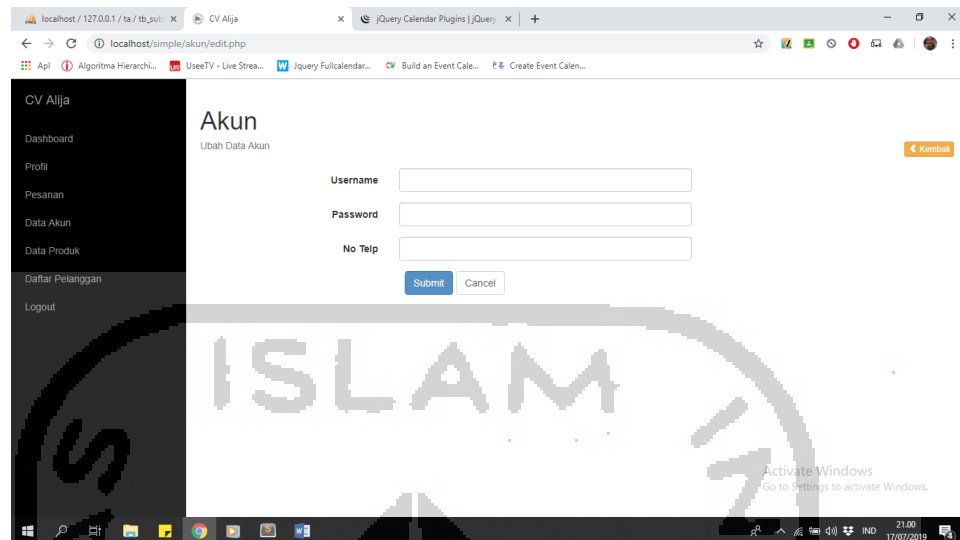 localhost / 127.0.0.1 / ta / tb_sub
CV Alija
jQuery Calendar Plugins | jQuery
localhost/simple/akun/edit.php
Apl
Algoritma Hierarchi...
UseeTV - Live Strea...
Jquery Fullcalendar...
Build an Event Cale...
Create Event Calen...
CV Alija
Dashboard
Profil
Pesanan
Data Akun
Data Produk
Daftar Pelanggan
Logout
Akun
Ubah Data Akun
Kembali
Username
Password
No Telp
Submit
Cancel
ISLAM
Activate Windows
Go to Settings to activate Windows.
IND
21.00
17/07/2019